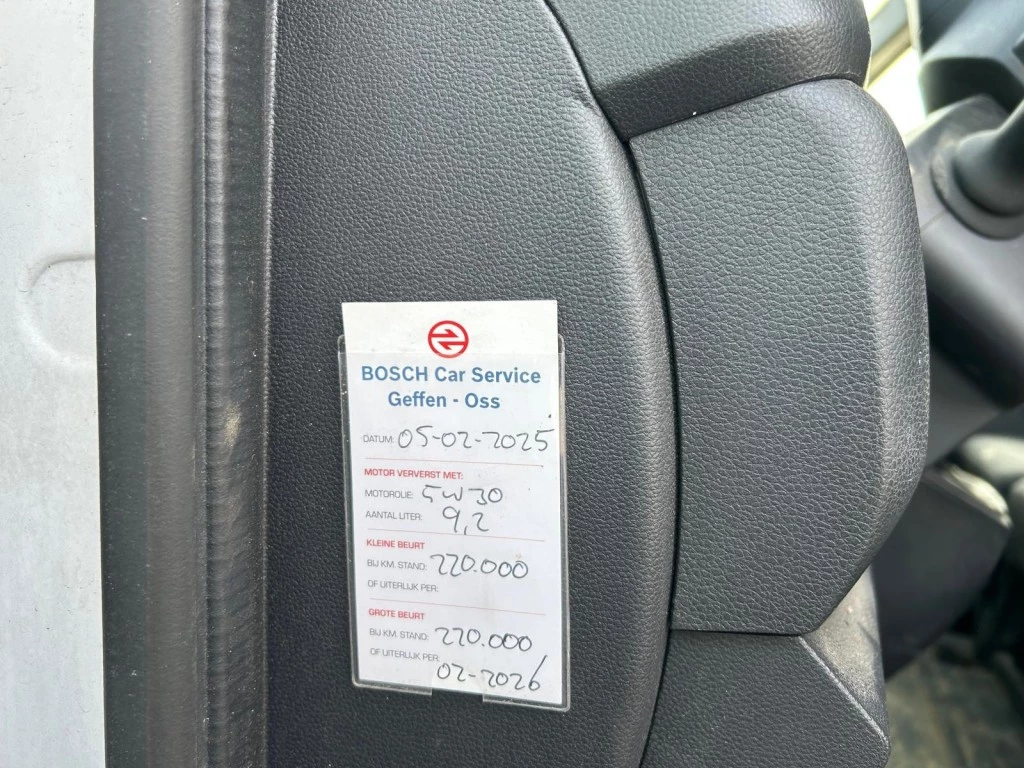 BOSCH Car Service
Geffen - Oss
DATUM: 05-02-2025
MOTOR VERVERST MET:
MOTOROLIE: 5W30
AANTAL LITER: 9,2
KLEINE BEURT
BIJ KM. STAND: 220.000
OF UITERLIJK PER:
GROTE BEURT
BIJ KM. STAND: 220.000
OF UITERLIJK PER: 02-2026